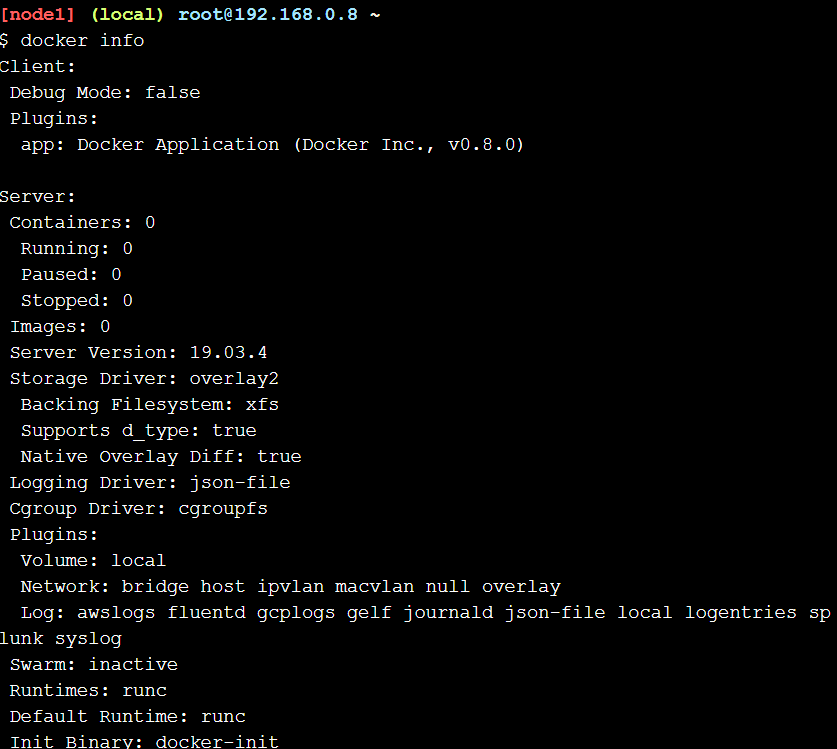 [node1] (local) root@192.168.0.8 ~
$ docker info
Client:
 Debug Mode: false
 Plugins:
  app: Docker Application (Docker Inc., v0.8.0)

Server:
 Containers: 0
  Running: 0
  Paused: 0
  Stopped: 0
 Images: 0
 Server Version: 19.03.4
 Storage Driver: overlay2
  Backing Filesystem: xfs
  Supports d_type: true
  Native Overlay Diff: true
 Logging Driver: json-file
 Cgroup Driver: cgroupfs
 Plugins:
  Volume: local
  Network: bridge host ipvlan macvlan null overlay
  Log: awslogs fluentd gcplogs gelf journald json-file local logentries sp
lunk syslog
 Swarm: inactive
 Runtimes: runc
 Default Runtime: runc
 Init Binary: docker-init